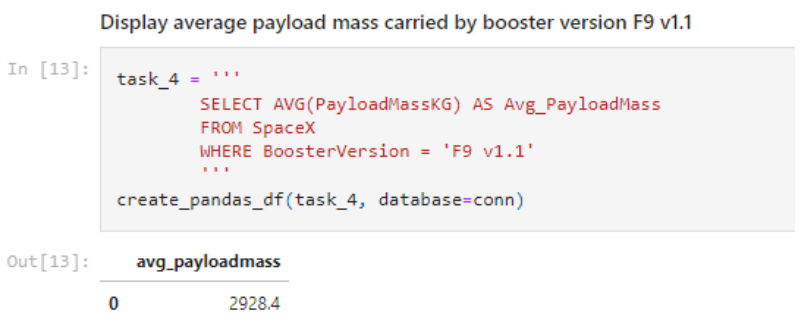 Display average payload mass carried by booster version F9 v1.1
In [13]:
task_4 = '''
SELECT AVG(PayloadMassKG) AS Avg_PayloadMass
FROM SpaceX
WHERE BoosterVersion = 'F9 v1.1'
'''
create_pandas_df(task_4, database=conn)
Out[13]:
avg_payloadmass
0 2928.4